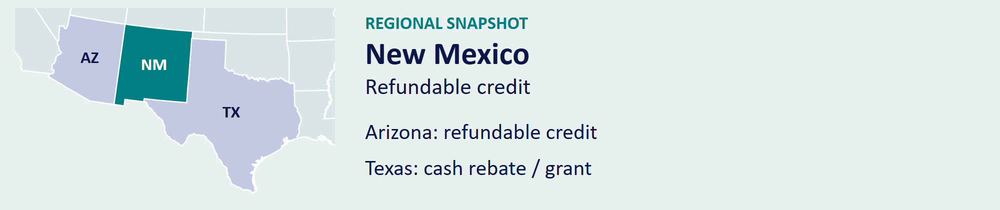 AZ
NM
TX
REGIONAL SNAPSHOT
New Mexico
Refundable credit
Arizona: refundable credit
Texas: cash rebate / grant